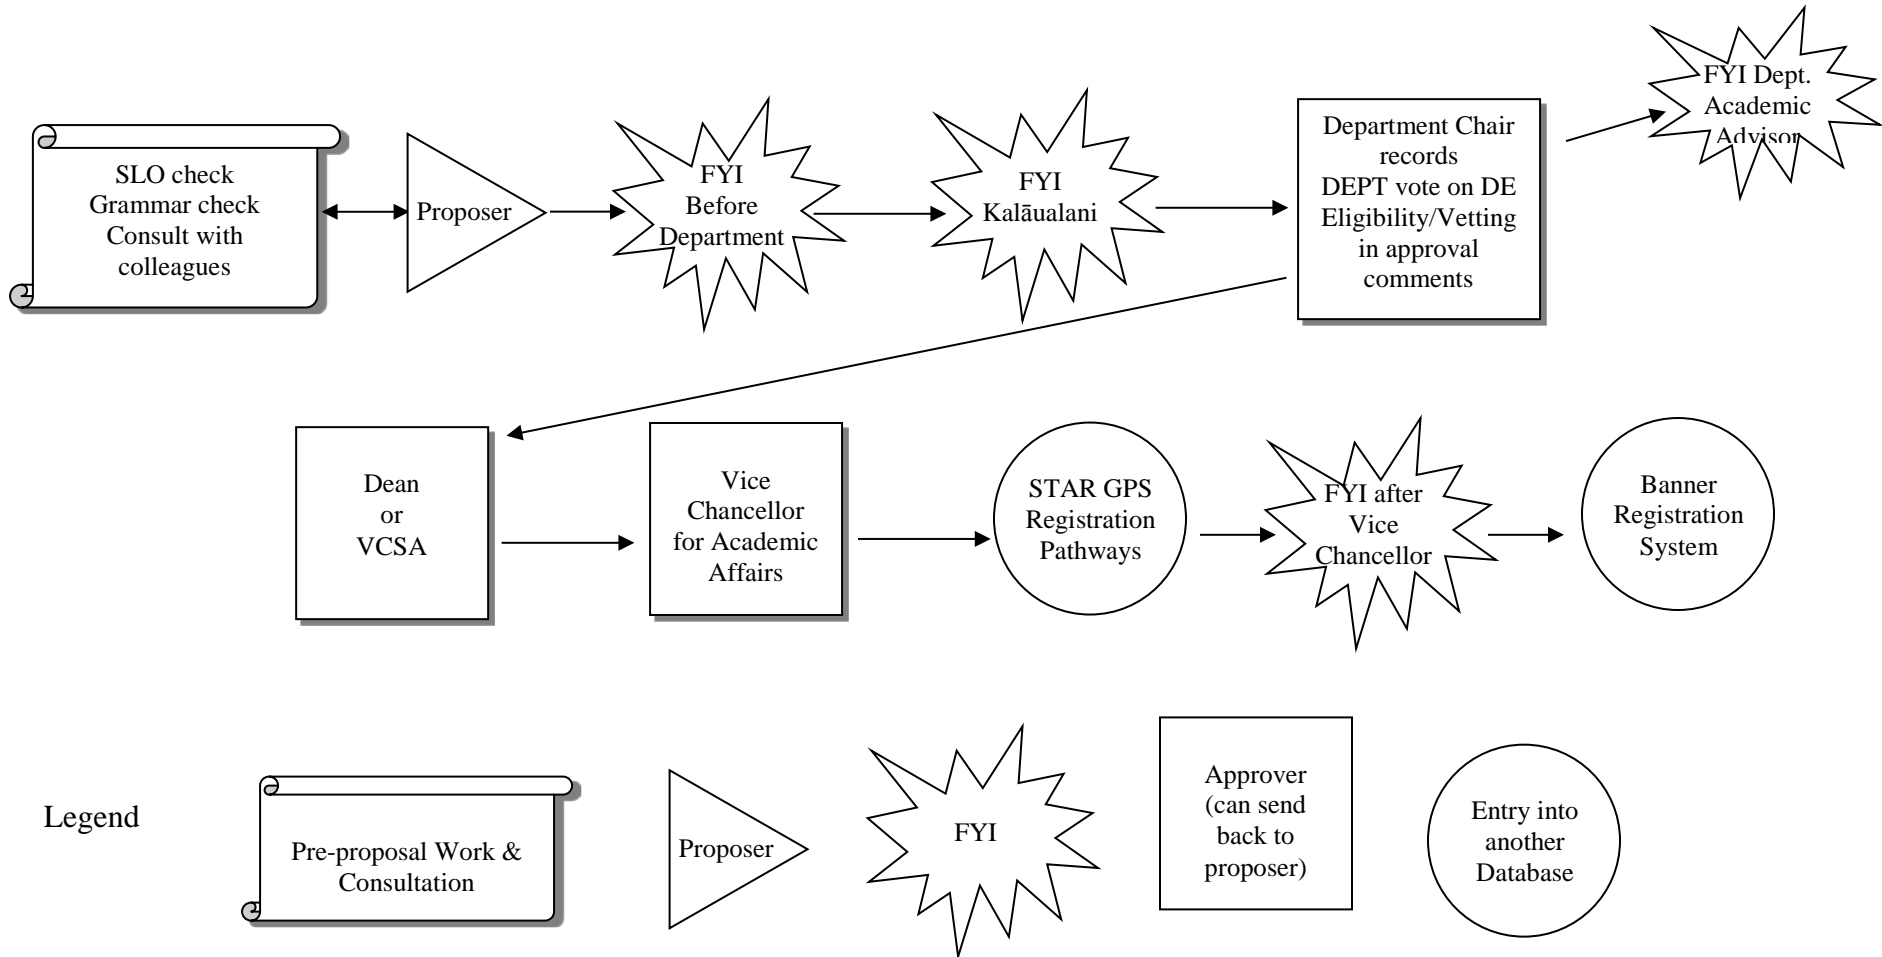 SLO check
Grammar check
Consult with
colleagues
Proposer
FYI
Before
Department
FYI
Kalāualani
Department Chair
records
DEPT vote on DE
Eligibility/Vetting
in approval
comments
FYI Dept.
Academic
Advisor
Dean
or
VCSA
Vice
Chancellor
for Academic
Affairs
STAR GPS
Registration
Pathways
FYI after
Vice
Chancellor
Banner
Registration
System
Legend
Pre-proposal Work &
Consultation
Proposer
FYI
Approver
(can send
back to
proposer)
Entry into
another
Database